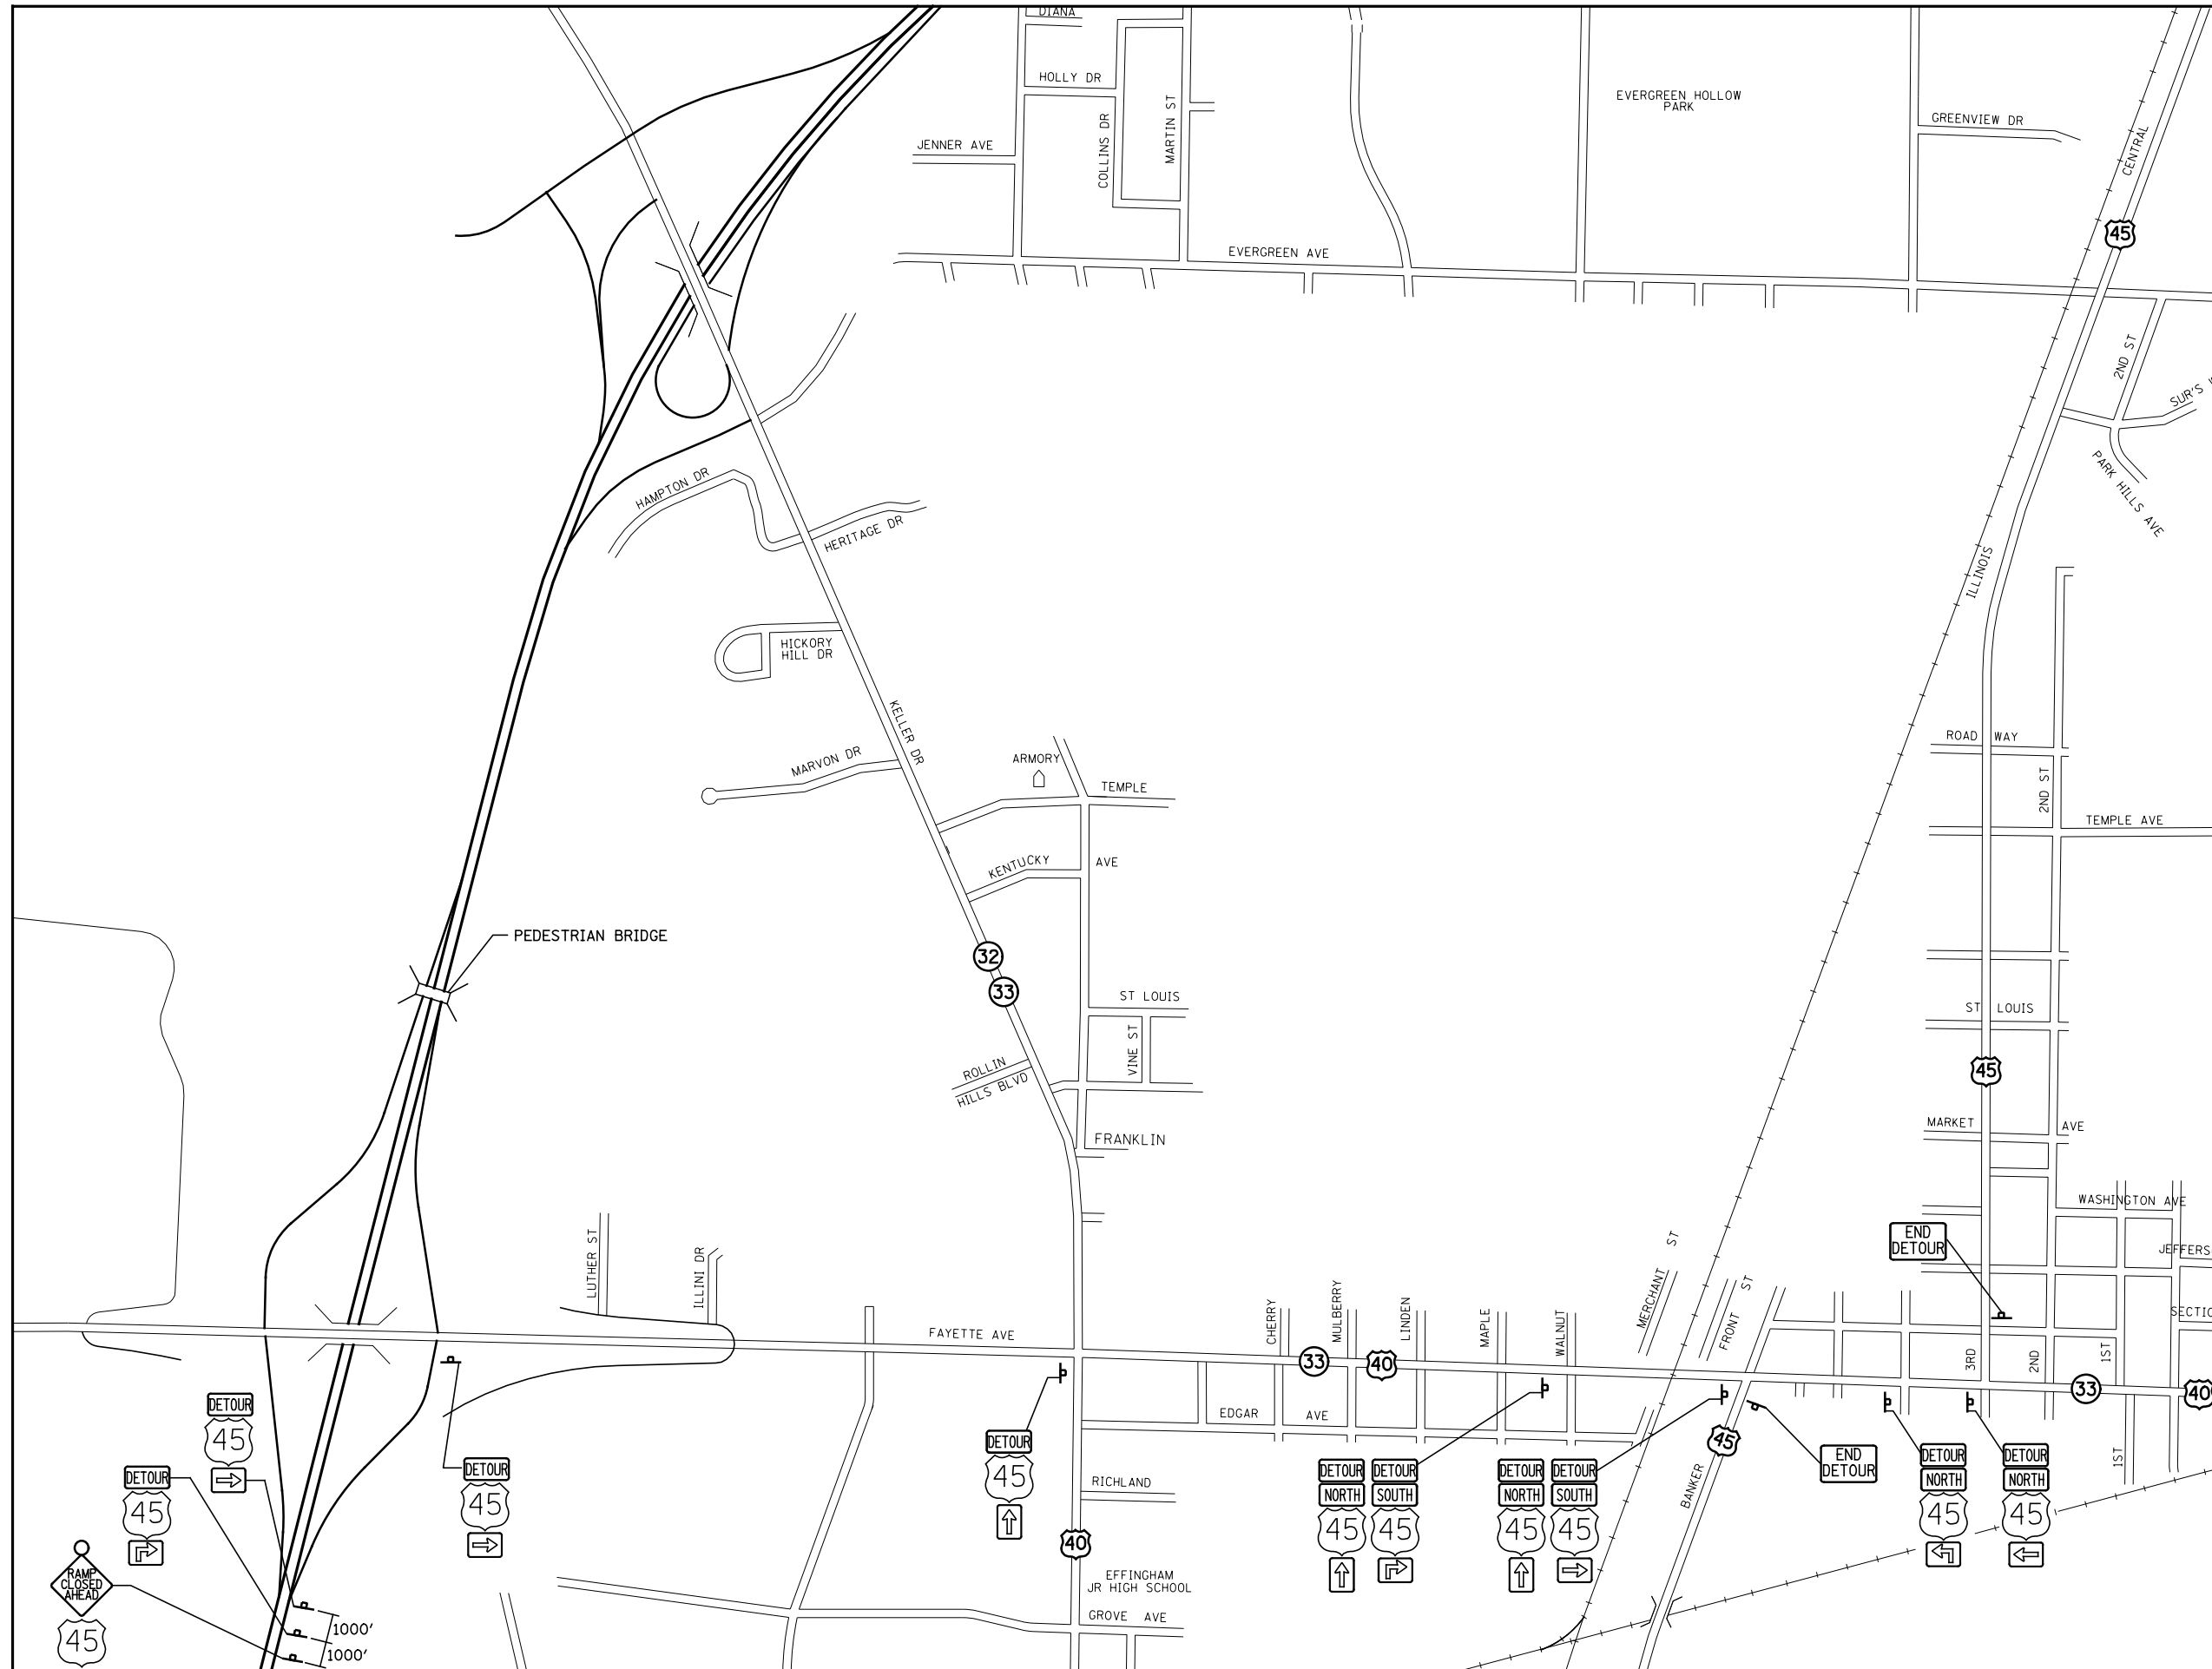 DIANA
HOLLY DR
COLLINS DR
MARTIN ST
JENNER AVE
EVERGREEN HOLLOW
PARK
GREENVIEW DR
CENTRAL
45
EVERGREEN AVE
2ND ST
PARK HILLS AVE
HAMPTON DR
HERITAGE DR
ILLINOIS
HICKORY
HILL DR
KELLER DR
MARVON DR
ARMORY
TEMPLE
KENTUCKY AVE
ROAD WAY
2ND ST
TEMPLE AVE
PEDESTRIAN BRIDGE
32
33
ST LOUIS
VINE ST
ROLLIN
HILLS BLVD
FRANKLIN
ST LOUIS
45
MARKET AVE
WASHINGTON AVE
END
DETOUR
LUTHER ST
ILLINI DR
FAYETTE AVE
CHERRY
MULBERRY
LINDEN
MAPLE
WALNUT
MERCHANT ST
FRONT ST
3RD
2ND
1ST
33
40
33
40
EDGAR AVE
45
BANKER
1ST
END
DETOUR
RICHLAND
40
EFFINGHAM
JR HIGH SCHOOL
GROVE AVE
DETOUR
45
DETOUR
45
RAMP
CLOSED
AHEAD
45
1000'
1000'
DETOUR
45
DETOUR
45
DETOUR
NORTH
45
DETOUR
SOUTH
45
DETOUR
NORTH
45
DETOUR
SOUTH
45
DETOUR
NORTH
45
DETOUR
NORTH
45